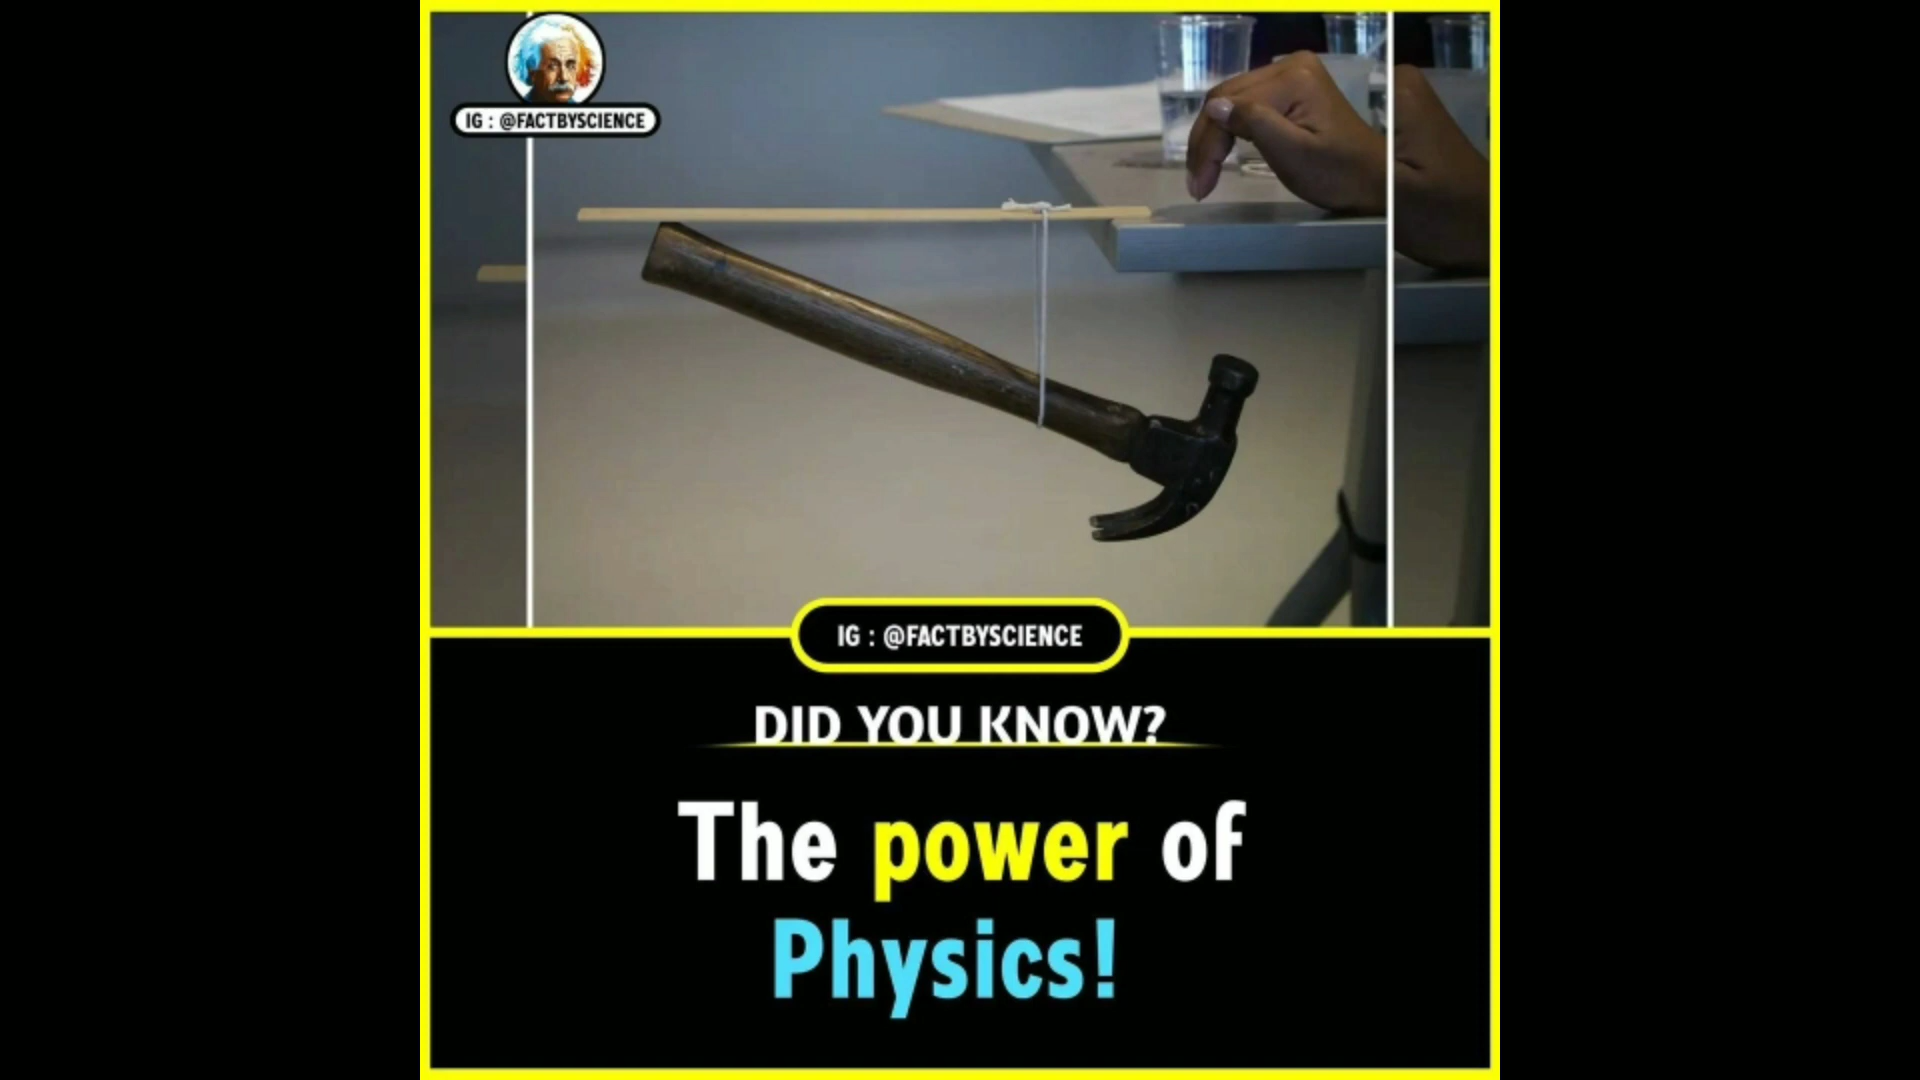 IG : @FACTBYSCIENCE
IG : @FACTBYSCIENCE
DID YOU KNOW?
The power of
Physics!